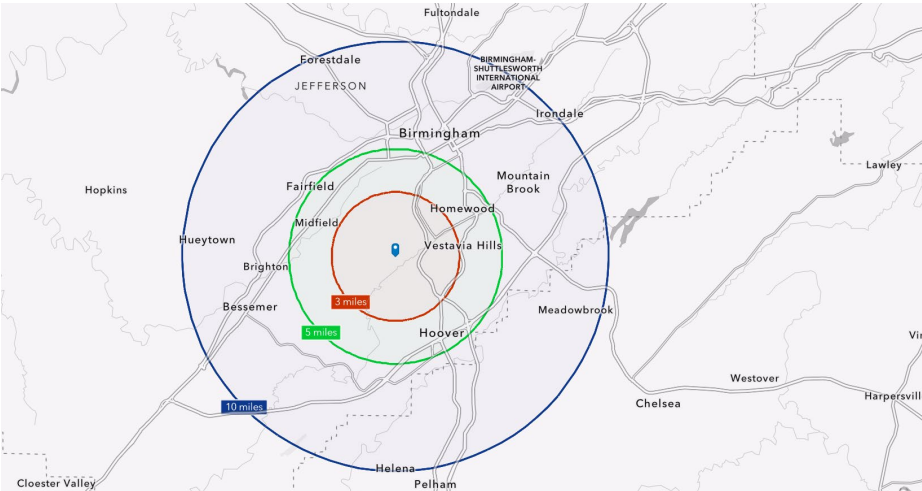 Fultondale
Forestdale
BIRMINGHAM-
SHUTTLESWORTH
INTERNATIONAL
AIRPORT
JEFFERSON
Irondale
Birmingham
Lawley
Mountain
Brook
Hopkins
Fairfield
Homewood
Midfield
Hueytown
Vestavia Hills
Brighton
3 miles
Bessemer
Meadowbrook
5 miles
Hoover
Vin
Westover
Harpersvill
Chelsea
10 miles
Helena
Cloester Valley
Pelham